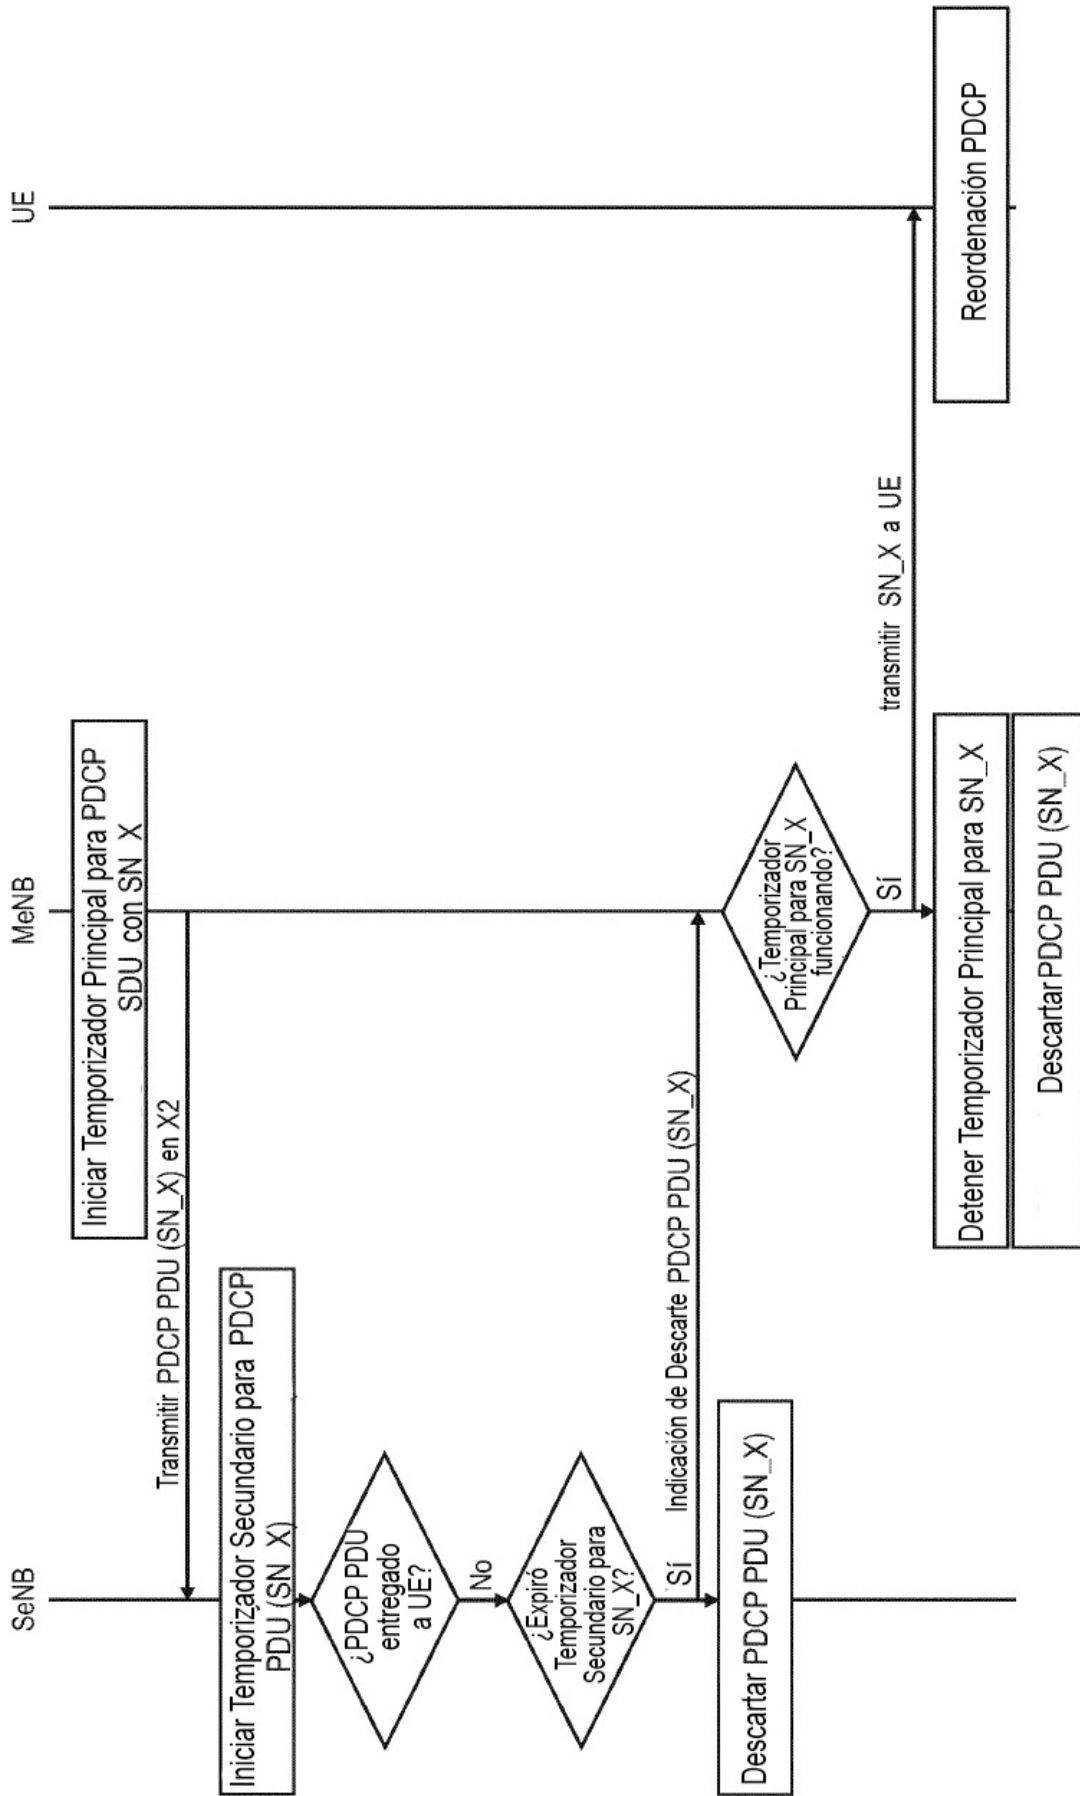 SeNB
MeNB
UE
Iniciar Temporizador Principal para PDCP
SDU con SN_X
Transmitir PDCP PDU (SN_X) en X2
Iniciar Temporizador Secundario para PDCP
PDU (SN_X)
¿PDCP PDU
entregado
a UE?
No
¿Expiró
Temporizador
Secundario para
SN_X?
Sí
Indicación de Descarte PDCP PDU (SN_X)
Descartar PDCP PDU (SN_X)
¿Temporizador
Principal para SN_X
funcionando?
Sí
transmitir SN_X a UE
Detener Temporizador Principal para SN_X
Descartar PDCP PDU (SN_X)
Reordenación PDCP